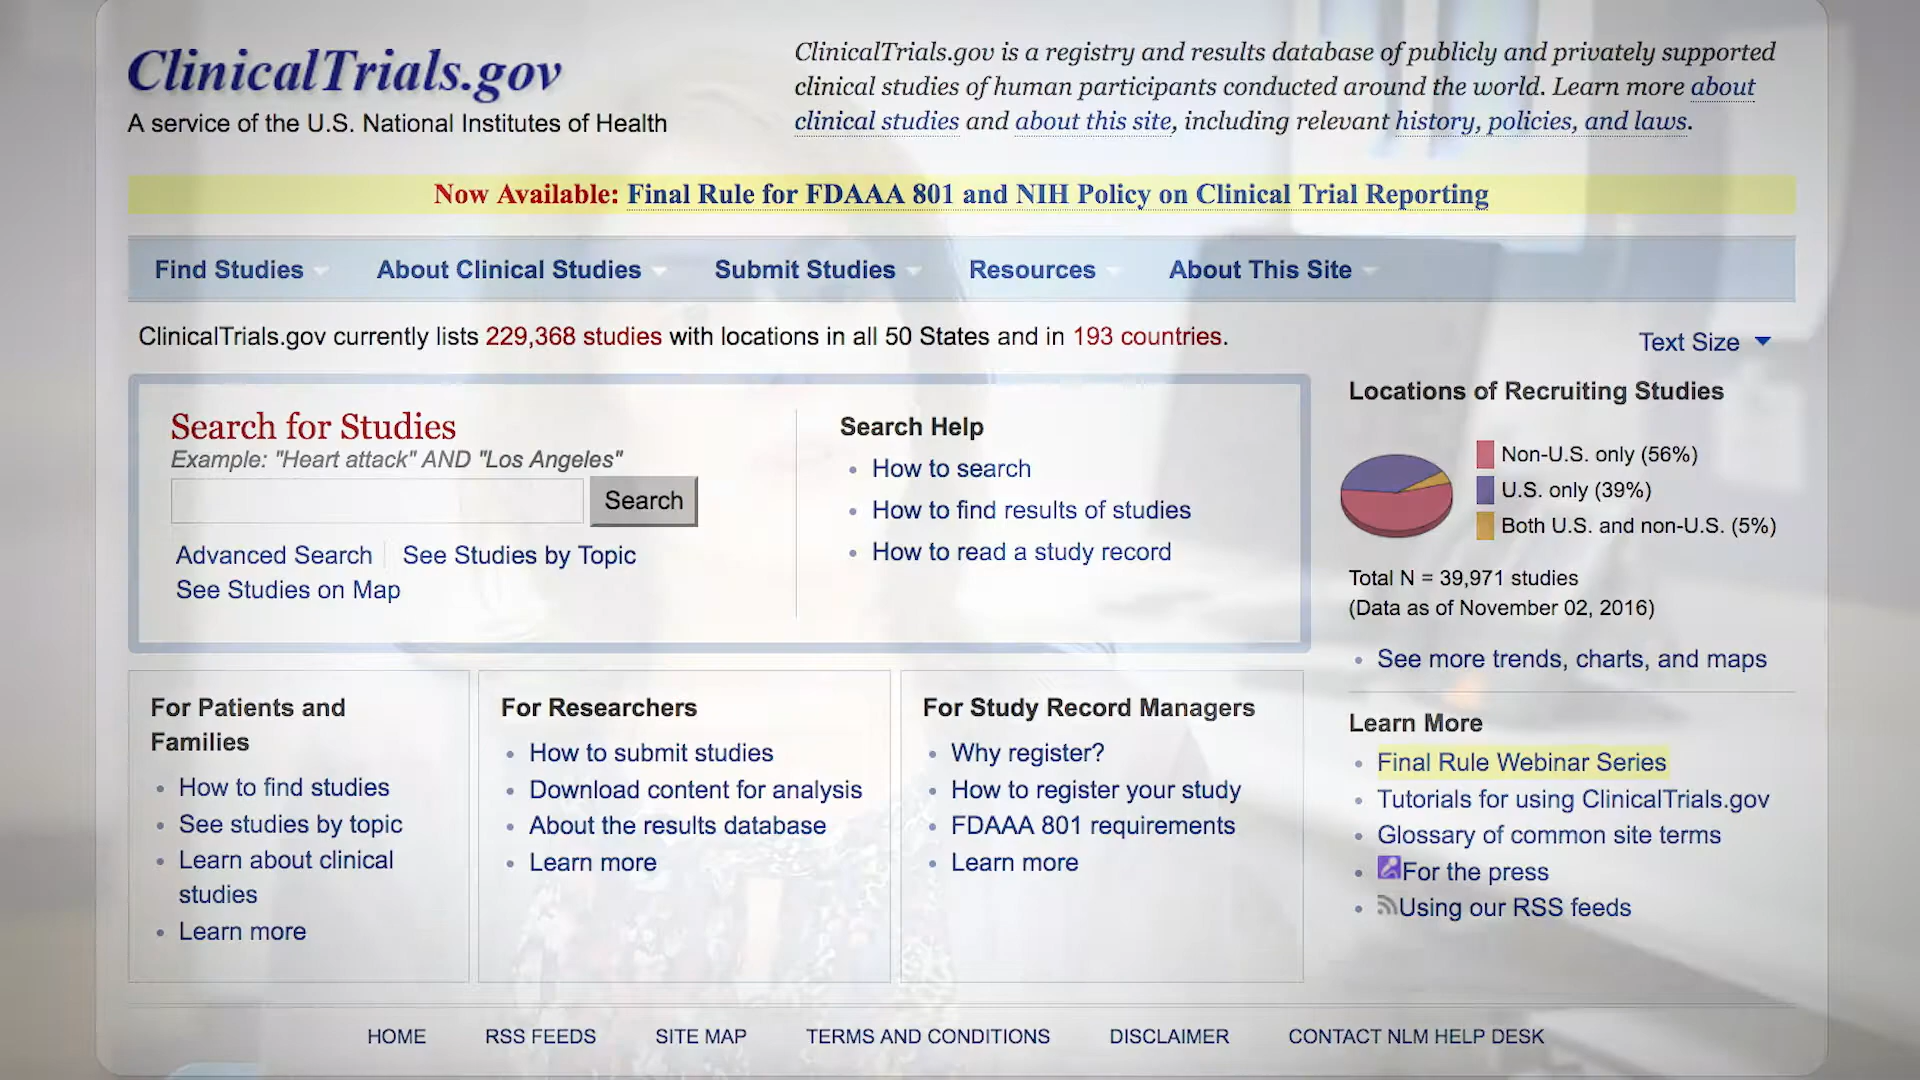 ClinicalTrials.gov
A service of the U.S. National Institutes of Health
ClinicalTrials.gov is a registry and results database of publicly and privately supported
clinical studies of human participants conducted around the world. Learn more about
clinical studies and about this site, including relevant history, policies, and laws.
Now Available: Final Rule for FDAAA 801 and NIH Policy on Clinical Trial Reporting
Find Studies About Clinical Studies Submit Studies Resources About This Site
ClinicalTrials.gov currently lists 229,368 studies with locations in all 50 States and in 193 countries.
Text Size
Search for Studies
Example: "Heart attack" AND "Los Angeles"
Search
Advanced Search See Studies by Topic
See Studies on Map
Search Help
How to search
How to find results of studies
How to read a study record
Locations of Recruiting Studies
Non-U.S. only (56%)
U.S. only (39%)
Both U.S. and non-U.S. (5%)
Total N = 39,971 studies
(Data as of November 02, 2016)
See more trends, charts, and maps
For Patients and
Families
How to find studies
See studies by topic
Learn about clinical
studies
Learn more
For Researchers
How to submit studies
Download content for analysis
About the results database
Learn more
For Study Record Managers
Why register?
How to register your study
FDAAA 801 requirements
Learn more
Learn More
Final Rule Webinar Series
Tutorials for using ClinicalTrials.gov
Glossary of common site terms
For the press
Using our RSS feeds
HOME RSS FEEDS SITE MAP TERMS AND CONDITIONS DISCLAIMER CONTACT NLM HELP DESK